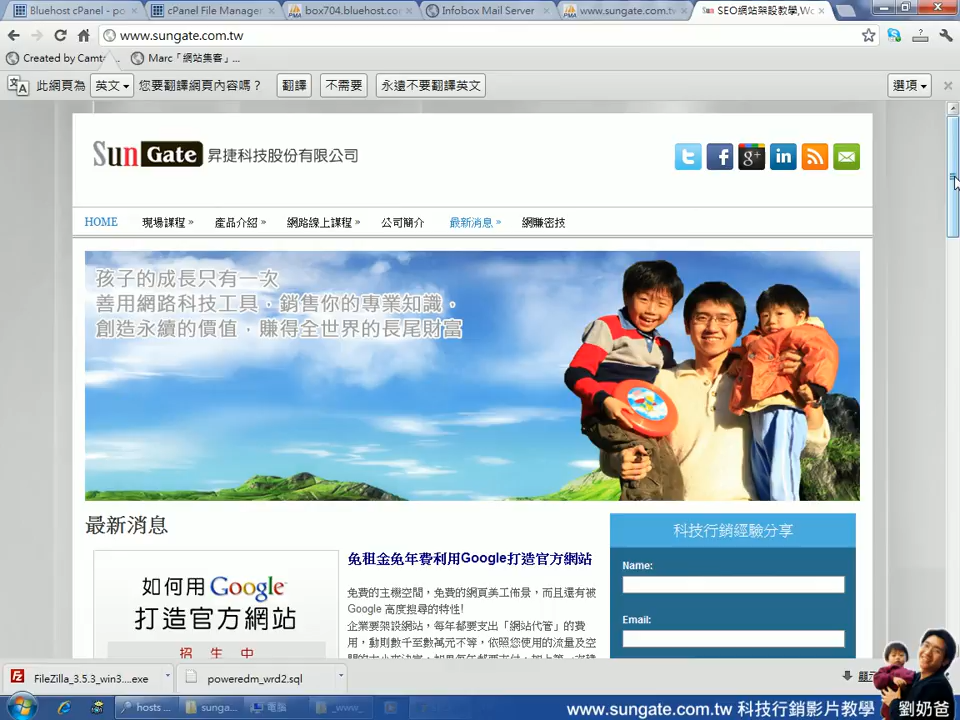 Bluehost cPanel - po
cPanel File Manager
box704.bluehost.co
Infobox Mail Server
www.sungate.com.tv
SEO網站架設教學,Wo
www.sungate.com.tw
Created by Camta
Marc「網站集客」...
此網頁為 英文 您要翻譯網頁內容嗎？ 翻譯 不需要 永遠不要翻譯英文 選項
Sun Gate 昇捷科技股份有限公司
HOME 現場課程 » 產品介紹 » 網路線上課程 » 公司簡介 最新消息 » 網賺密技
孩子的成長只有一次
善用網路科技工具，銷售你的專業知識。
創造永續的價值，賺得全世界的長尾財富
最新消息
如何用Google
打造官方網站
招 生 中
免租金免年費利用Google打造官方網站
免費的主機空間，免費的網頁美工佈景，而且還有被
Google 高度搜尋的特性!
企業要架設網站，每年都要支出「網站代管」的費
用，動則數千至數萬元不等，依照您使用的流量及空
科技行銷經驗分享
Name:
Email:
FileZilla_3.5.3_win3....exe
poweredm_wrd2.sql
hosts ...
sunga...
電腦
_www_
www.sungate.com.tw 科技行銷影片教學
劉奶爸